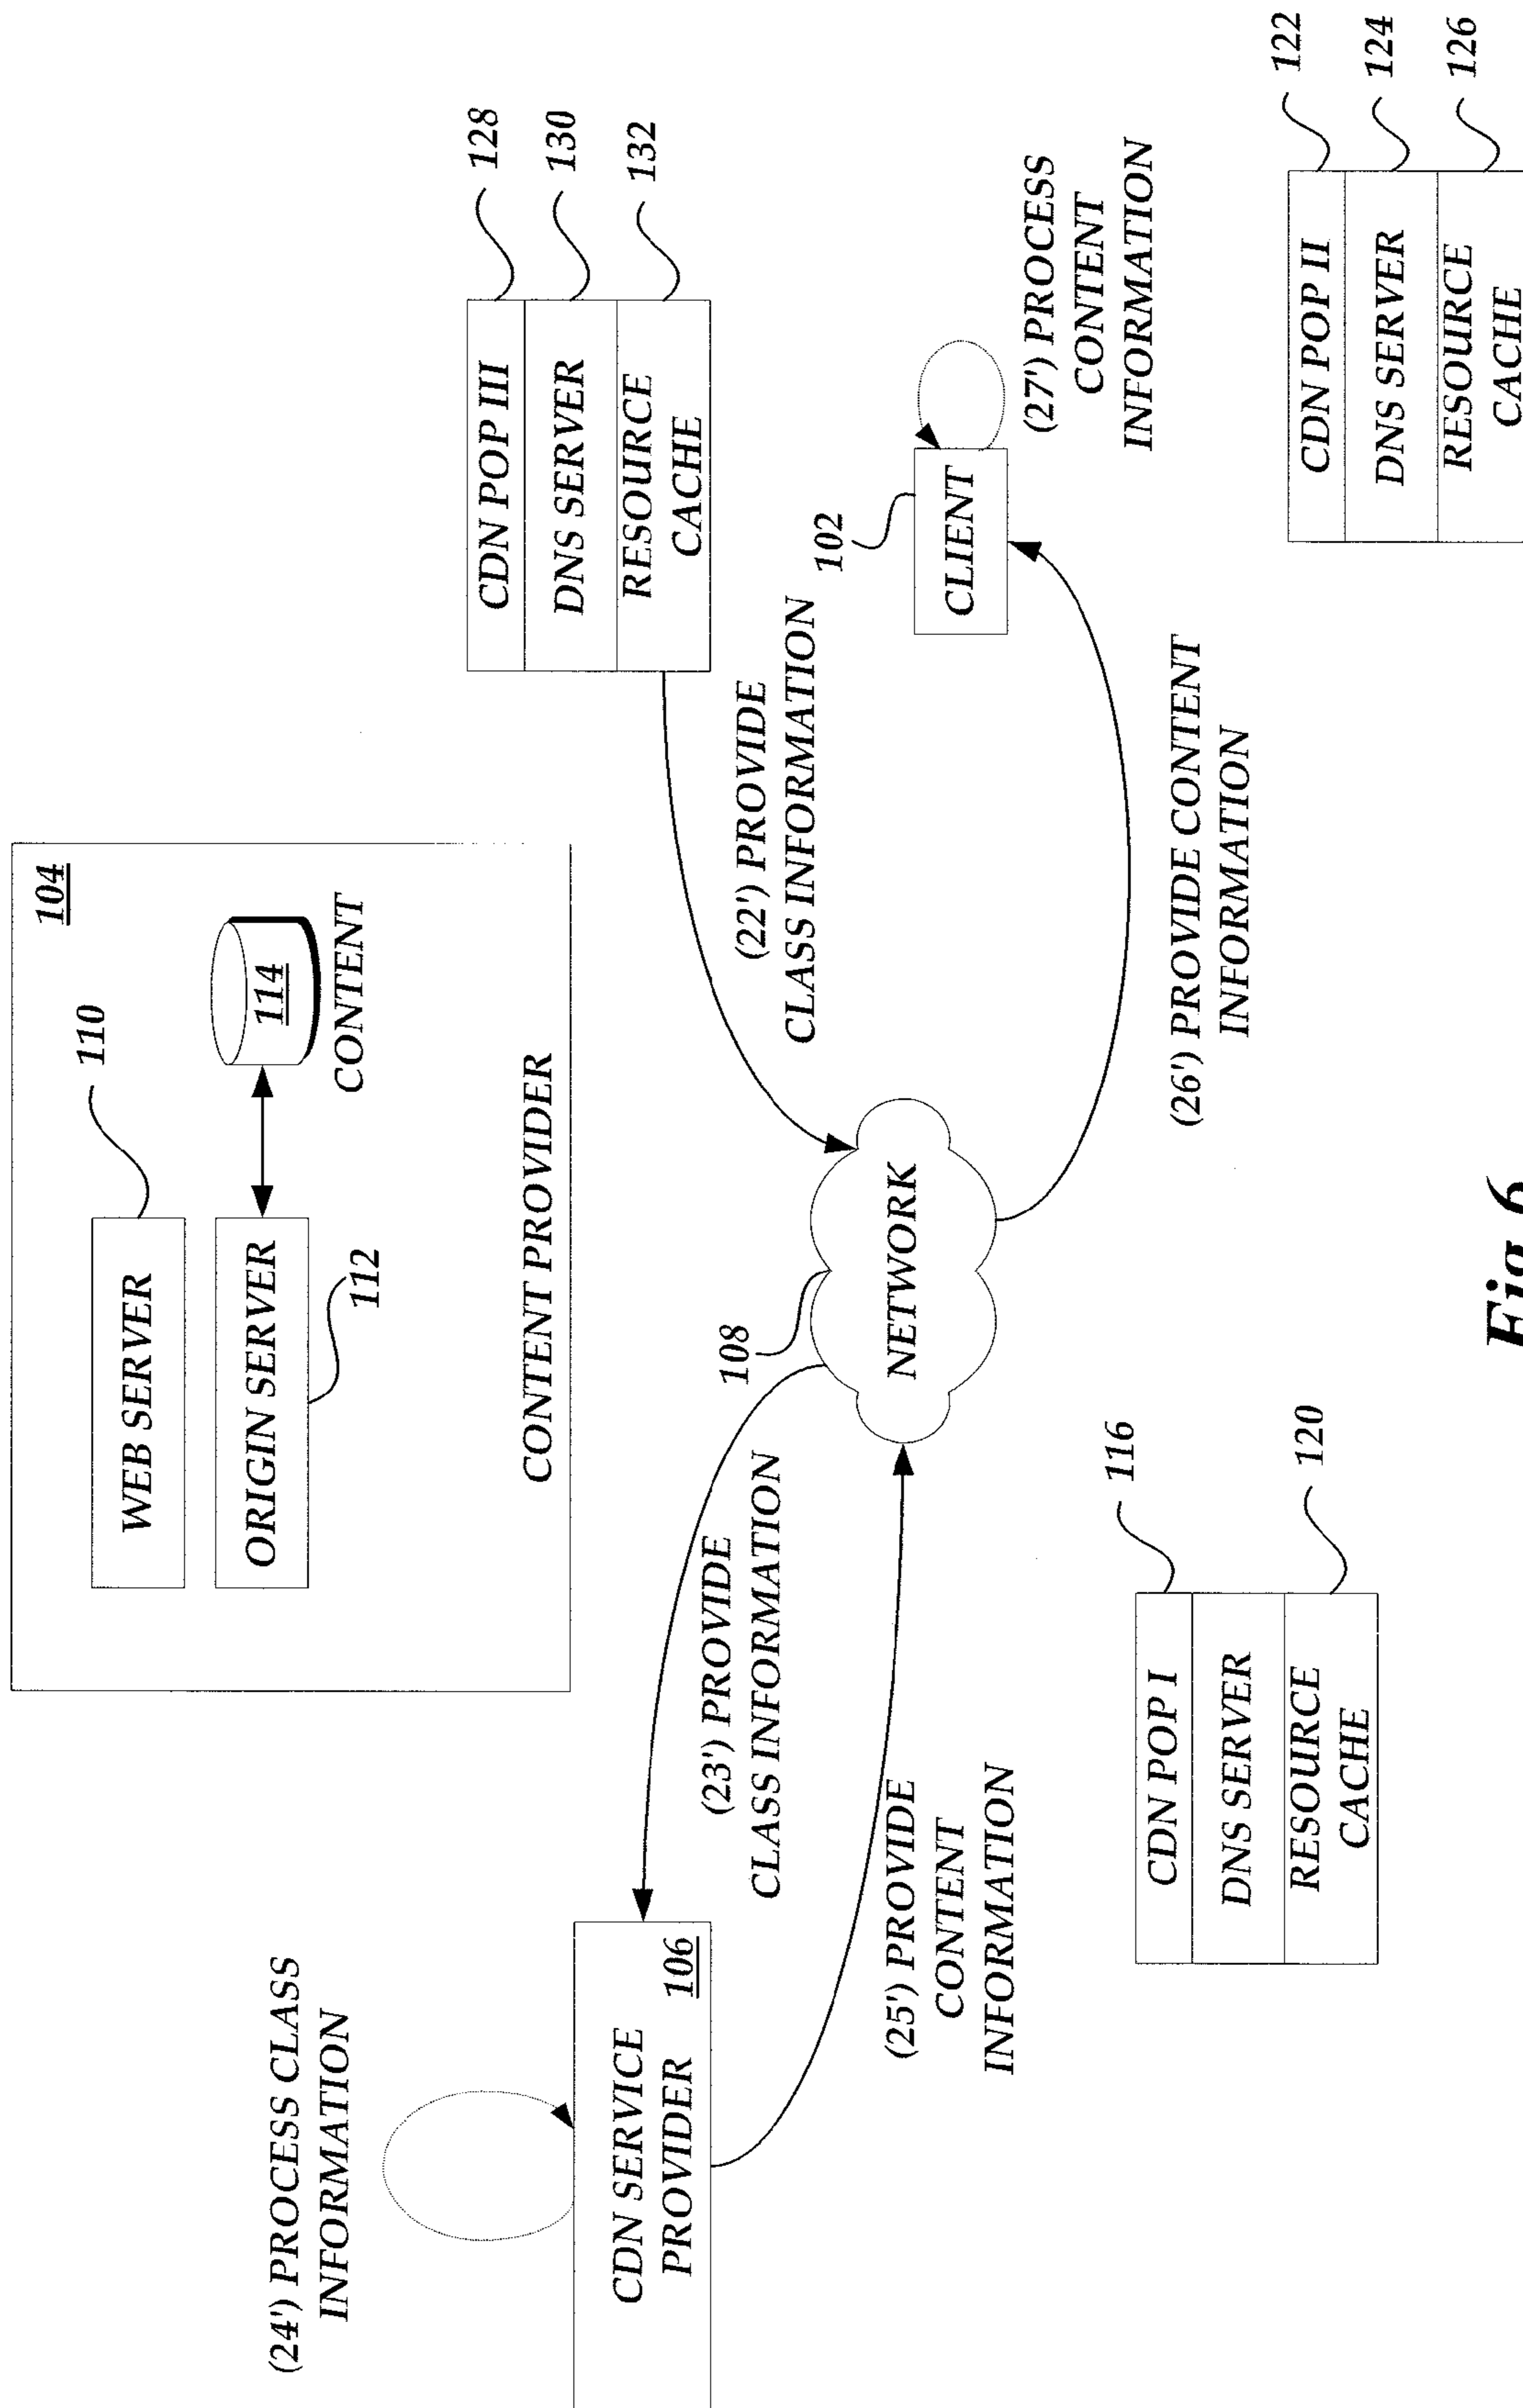 104
WEB SERVER
110
ORIGIN SERVER
112
114
CONTENT
CONTENT PROVIDER
(24') PROCESS CLASS
INFORMATION
CDN SERVICE
PROVIDER
106
(23') PROVIDE
CLASS INFORMATION
(25') PROVIDE
CONTENT
INFORMATION
108
NETWORK
(22') PROVIDE
CLASS INFORMATION
CDN POP III
DNS SERVER
RESOURCE
CACHE
128
130
132
102
CLIENT
(27') PROCESS
CONTENT
INFORMATION
(26') PROVIDE CONTENT
INFORMATION
CDN POP I
DNS SERVER
RESOURCE
CACHE
116
120
CDN POP II
DNS SERVER
RESOURCE
CACHE
122
124
126
Fig.6.